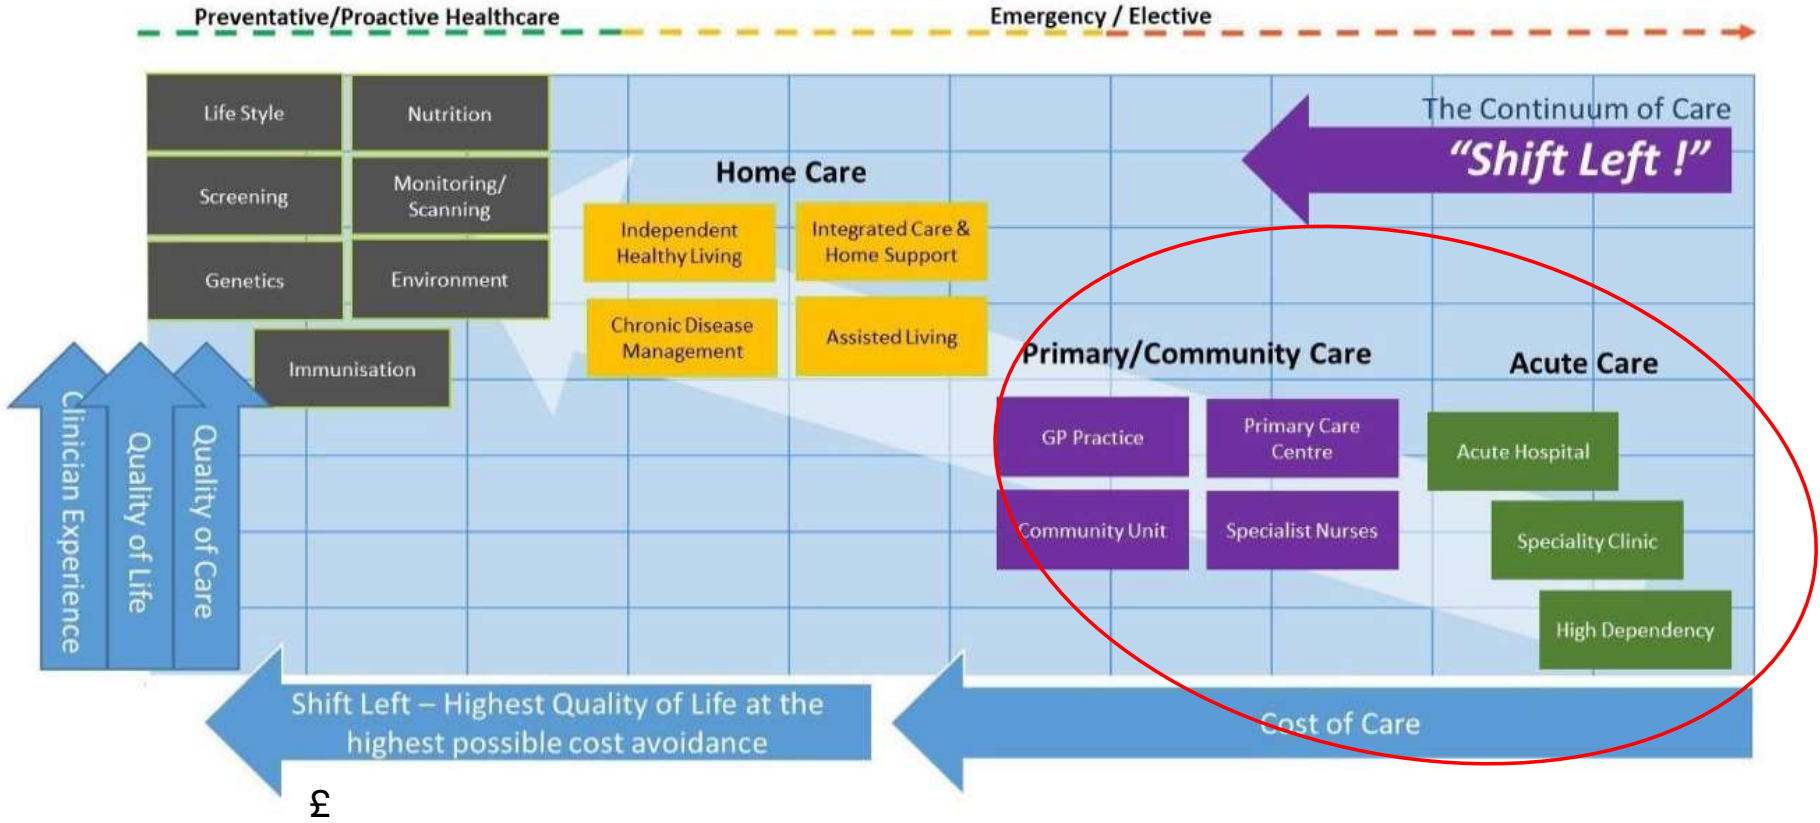 Preventative/Proactive Healthcare
Emergency / Elective
Life Style
Nutrition
Screening
Monitoring/
Scanning
Genetics
Environment
Immunisation
Home Care
Independent
Healthy Living
Integrated Care &
Home Support
Chronic Disease
Management
Assisted Living
The Continuum of Care
“Shift Left !”
Primary/Community Care
GP Practice
Primary Care
Centre
Community Unit
Specialist Nurses
Acute Care
Acute Hospital
Speciality Clinic
High Dependency
Clinician Experience
Quality of Life
Quality of Care
Shift Left – Highest Quality of Life at the
highest possible cost avoidance
Cost of Care
£